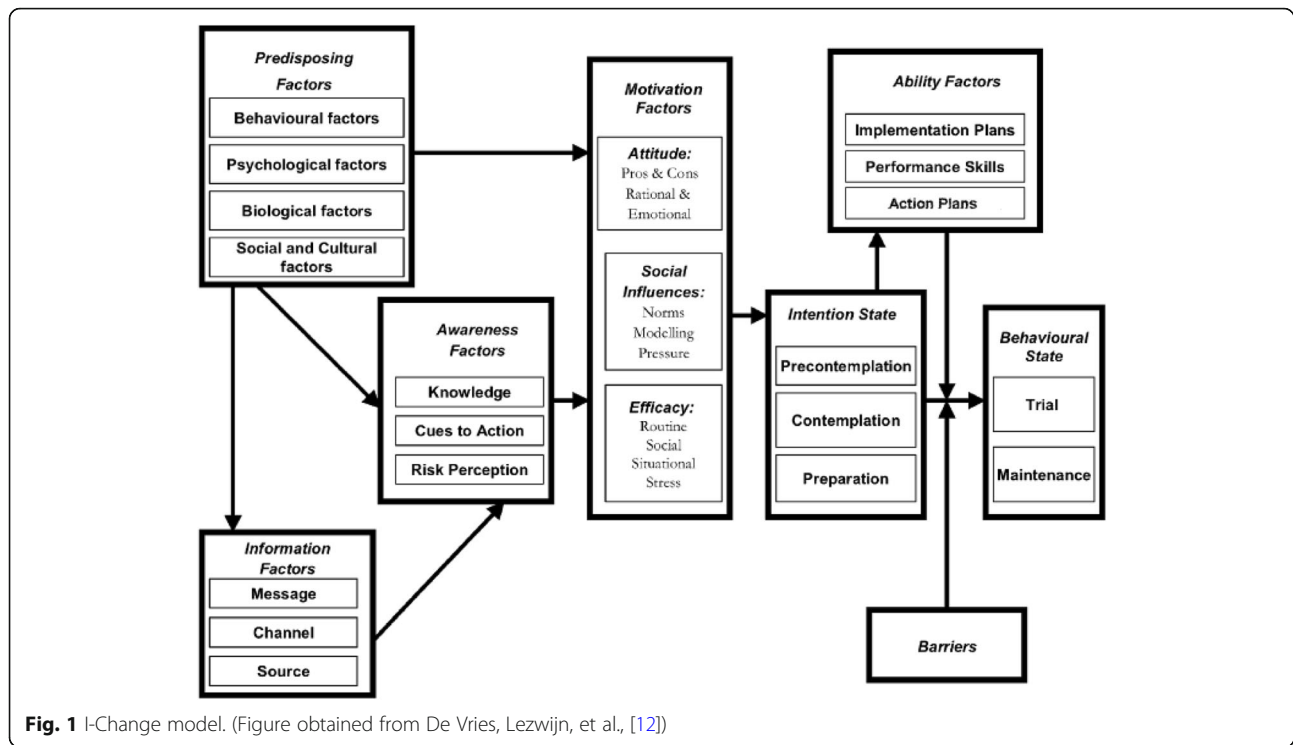 Predisposing
Factors
Behavioural factors
Psychological factors
Biological factors
Social and Cultural
factors
Awareness
Factors
Knowledge
Cues to Action
Risk Perception
Information
Factors
Message
Channel
Source
Motivation
Factors
Attitude:
Pros & Cons
Rational &
Emotional
Social
Influences:
Norms
Modelling
Pressure
Efficacy:
Routine
Social
Situational
Stress
Intention State
Precontemplation
Contemplation
Preparation
Ability Factors
Implementation Plans
Performance Skills
Action Plans
Behavioural
State
Trial
Maintenance
Barriers
Fig. 1 I-Change model. (Figure obtained from De Vries, Lezwijn, et al., [12])